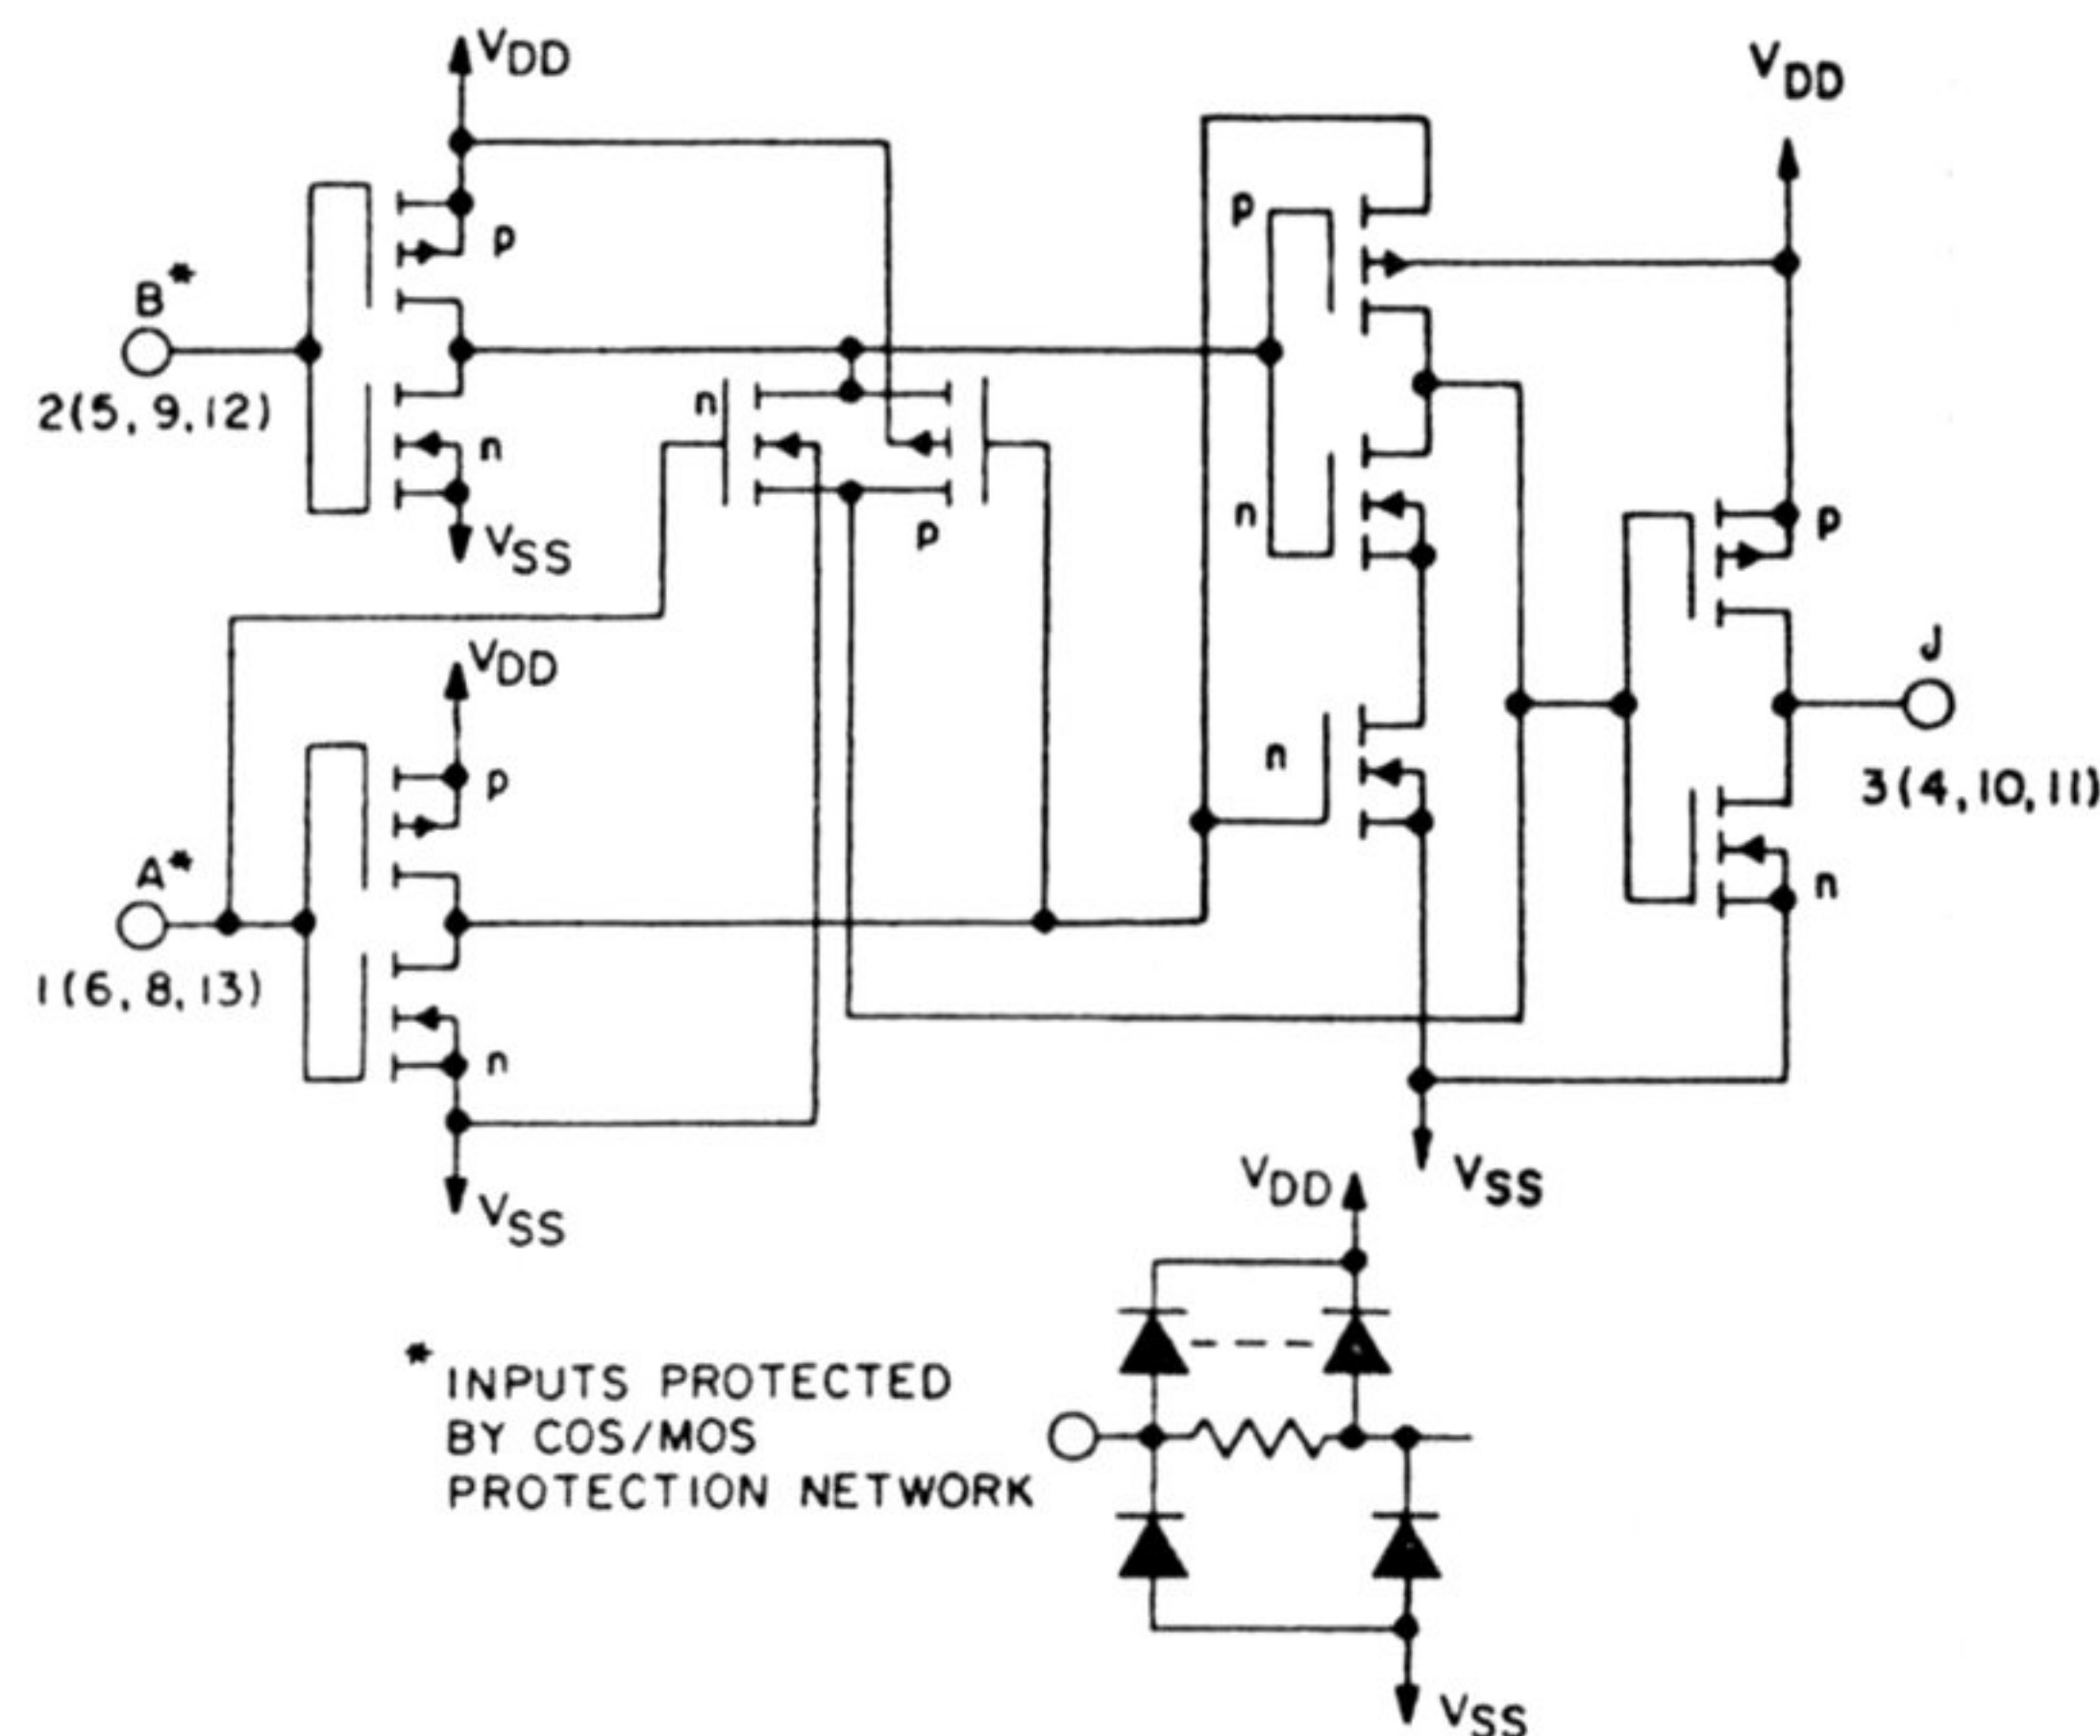 VDD
VDD
p
p
B*
2(5, 9, 12)
n
n
p
n
p
VSS
VDD
J
n
p
3(4, 10, 11)
A*
n
1(6, 8, 13)
n
VSS
VDD
VSS
* INPUTS PROTECTED
BY COS/MOS
PROTECTION NETWORK
VSS